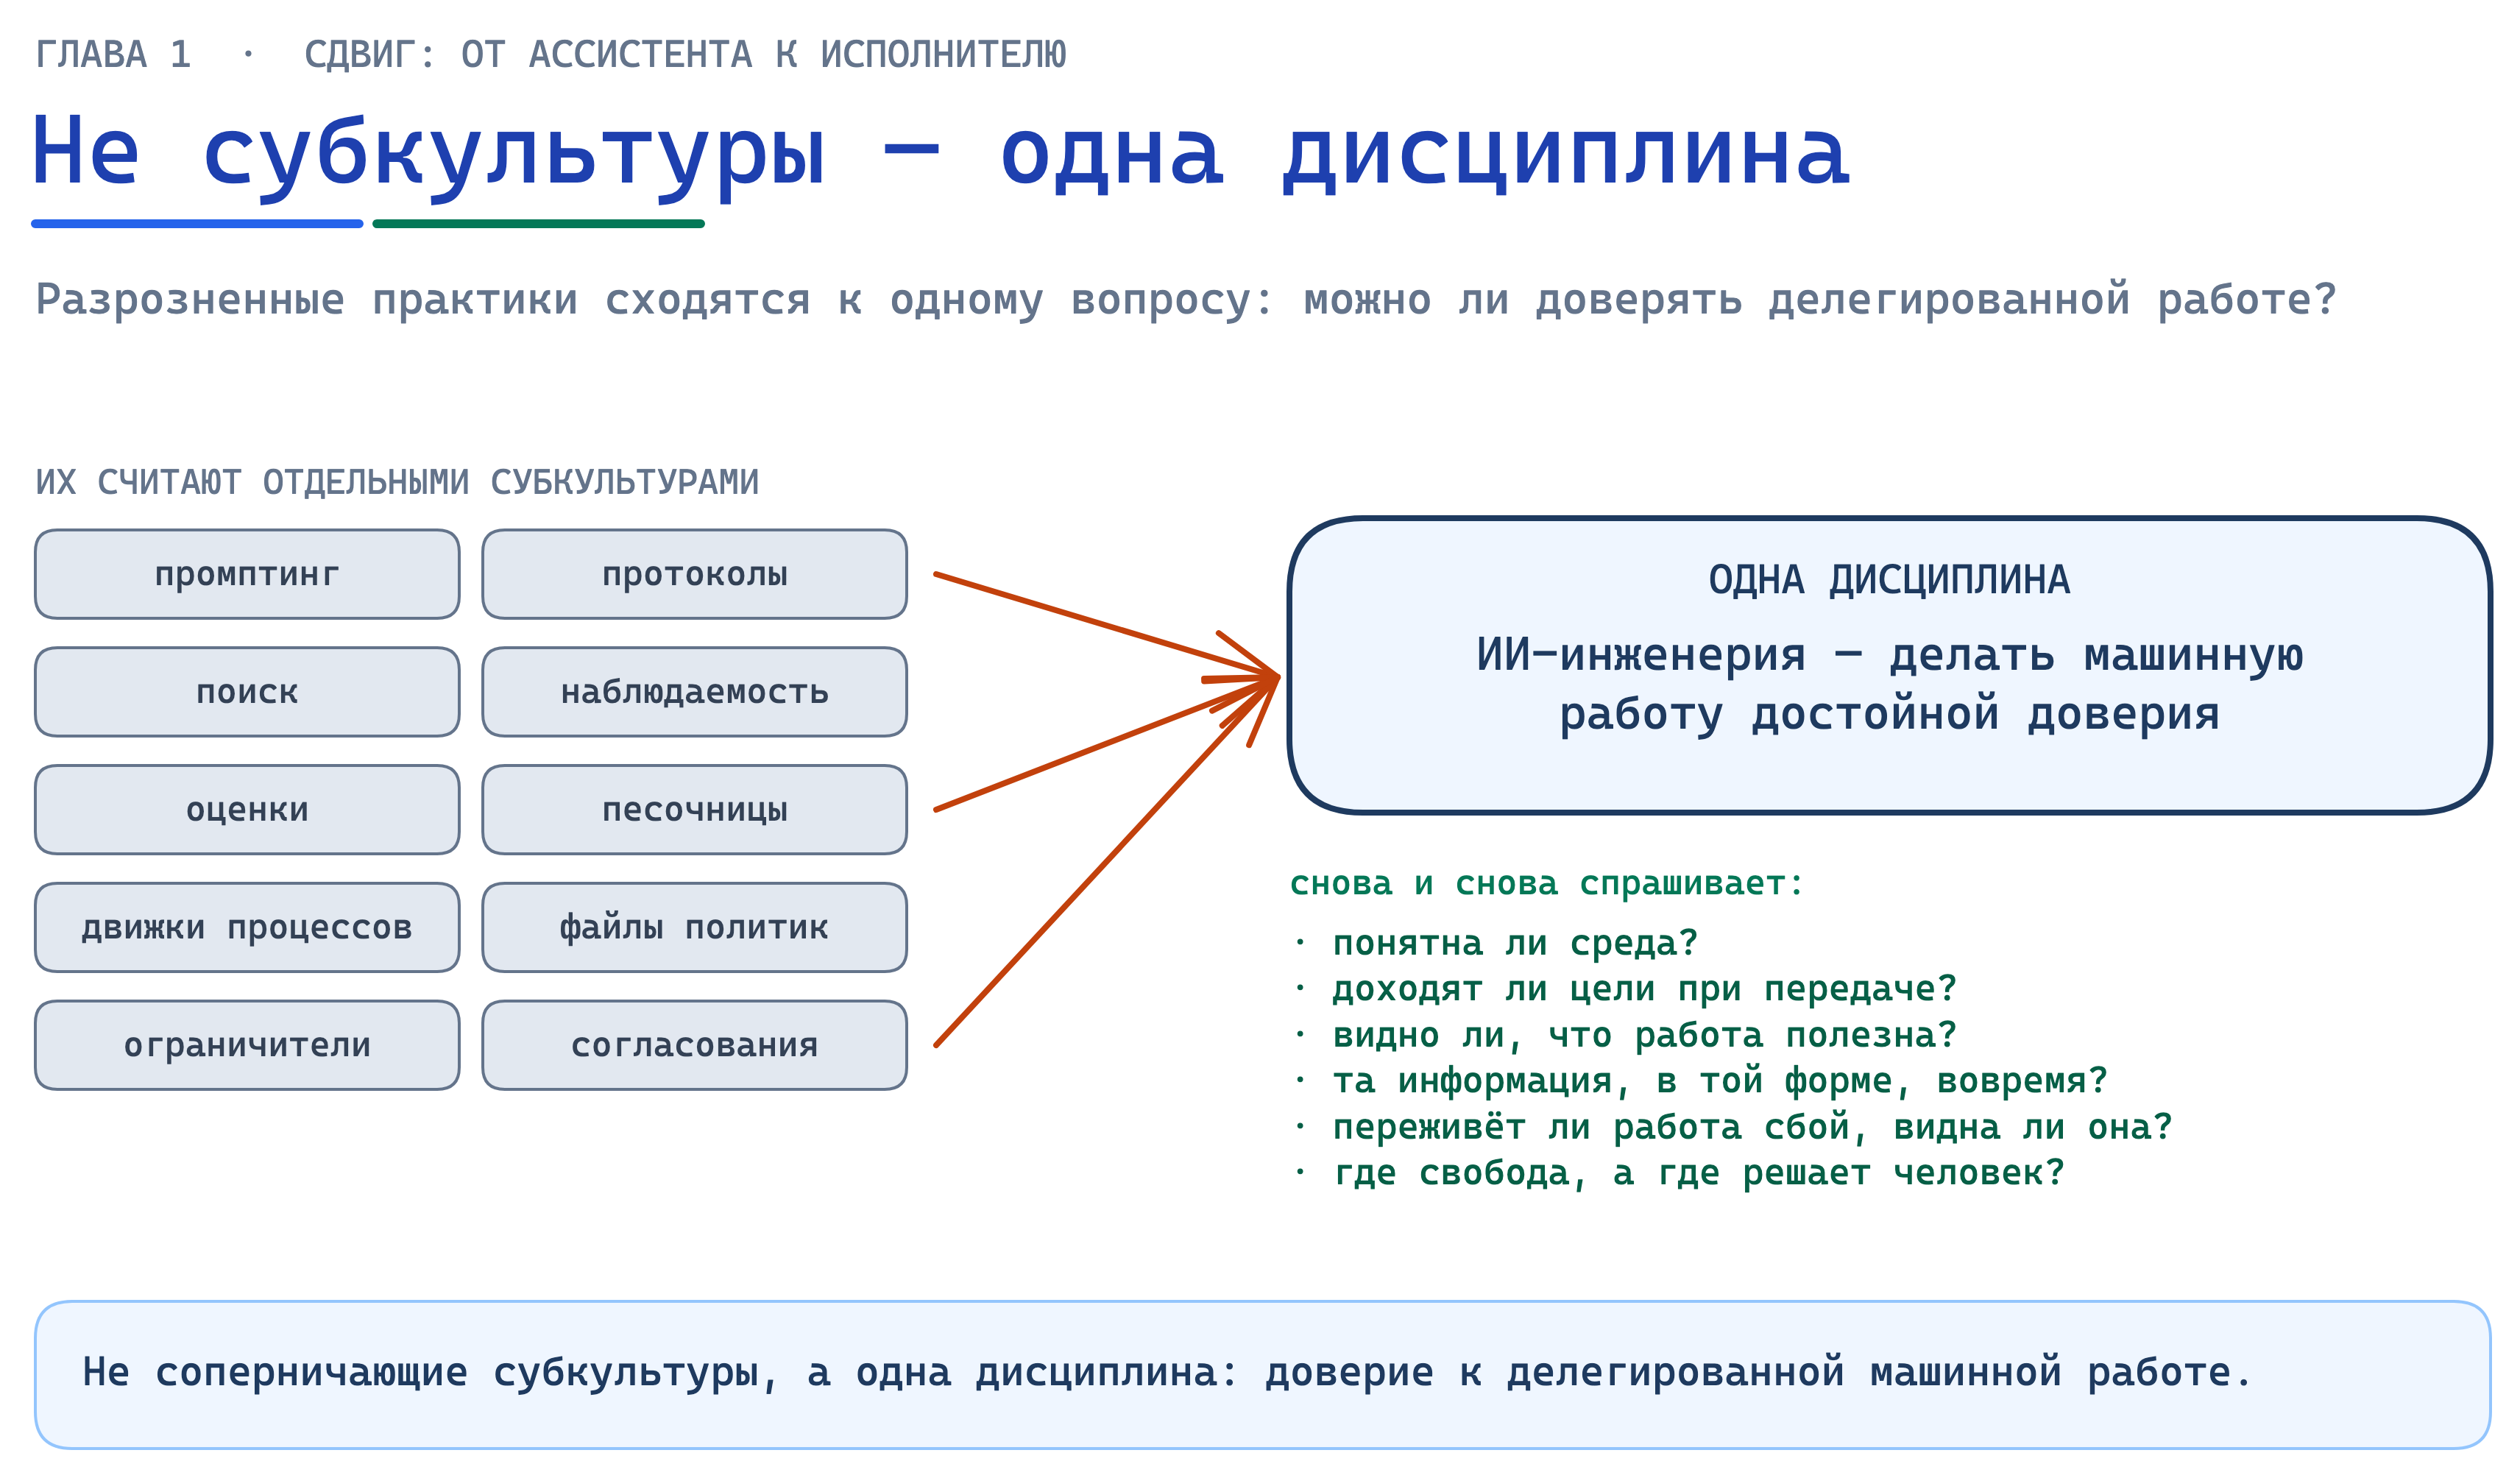 ГЛАВА 1 · СДВИГ: ОТ АССИСТЕНТА К ИСПОЛНИТЕЛЮ
Не субкультуры — одна дисциплина
Разрозненные практики сходятся к одному вопросу: можно ли доверять делегированной работе?
ИХ СЧИТАЮТ ОТДЕЛЬНЫМИ СУБКУЛЬТУРАМИ
промптинг
протоколы
поиск
наблюдаемость
оценки
песочницы
движки процессов
файлы политик
ограничители
согласования
ОДНА ДИСЦИПЛИНА
ИИ-инженерия — делать машинную
работу достойной доверия
снова и снова спрашивает:
· понятна ли среда?
· доходят ли цели при передаче?
· видно ли, что работа полезна?
· та информация, в той форме, вовремя?
· переживёт ли работа сбой, видна ли она?
· где свобода, а где решает человек?
Не соперничающие субкультуры, а одна дисциплина: доверие к делегированной машинной работе.